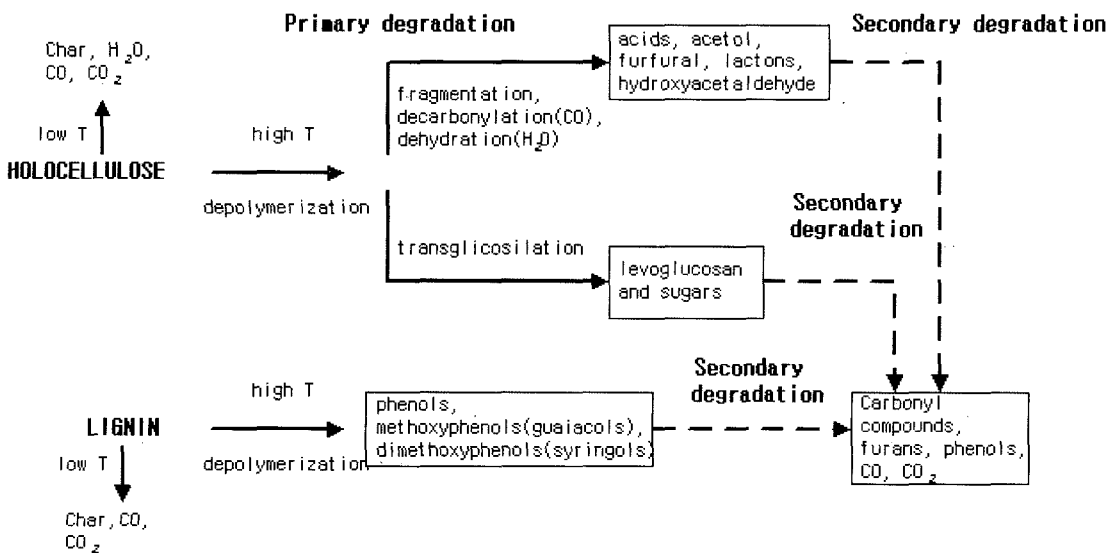 Primary degradation
Secondary degradation
Char, H₂O,
CO, CO₂
low T
HOLOCELLULOSE
high T
depolymerization
fragmentation,
decarbonylation(CO),
dehydration(H₂O)
acids, acetol,
furfural, lactons,
hydroxyacetaldehyde
transglicosilation
levoglucosan
and sugars
Secondary
degradation
LIGNIN
low T
Char,CO,
CO₂
high T
depolymerization
phenols,
methoxyphenols(guaiacols),
dimethoxyphenols(syringols)
Secondary
degradation
Carbonyl
compounds,
furans, phenols,
CO, CO₂